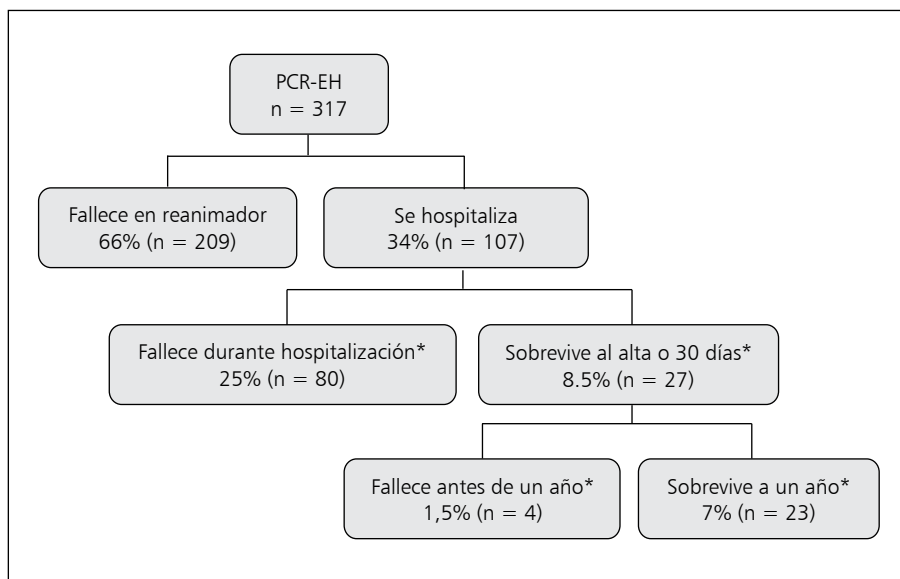 PCR-EH
n = 317
Fallece en reanimador
66% (n = 209)
Se hospitaliza
34% (n = 107)
Fallece durante hospitalización*
25% (n = 80)
Sobrevive al alta o 30 días*
8.5% (n = 27)
Fallece antes de un año*
1,5% (n = 4)
Sobrevive a un año*
7% (n = 23)